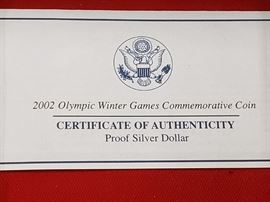 2002 Olympic Winter Games Commemorative Coin
CERTIFICATE OF AUTHENTICITY
Proof Silver Dollar